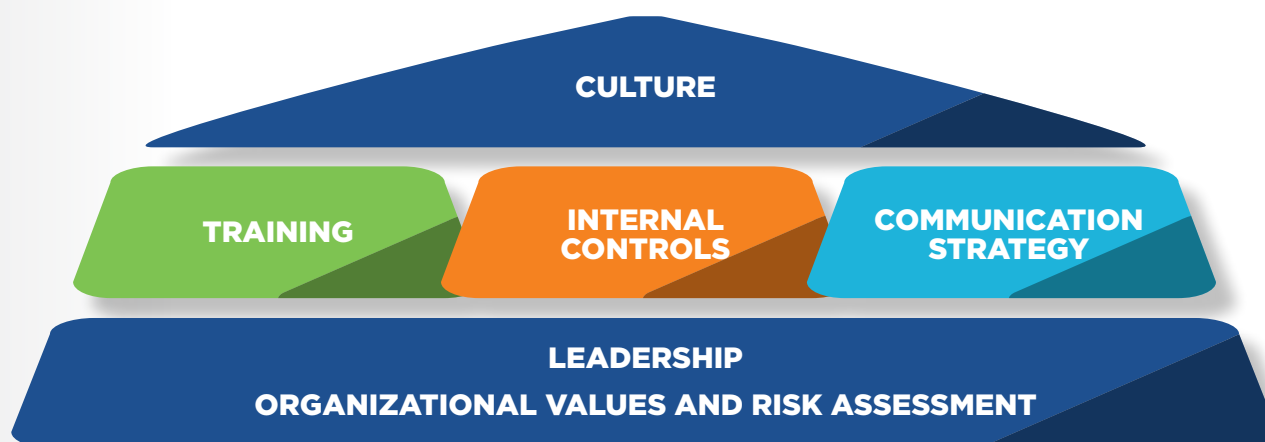 CULTURE
TRAINING
INTERNAL
CONTROLS
COMMUNICATION
STRATEGY
LEADERSHIP
ORGANIZATIONAL VALUES AND RISK ASSESSMENT